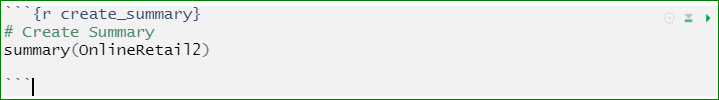 ```{r create_summary}
# Create Summary
summary(OnlineRetail2)
```